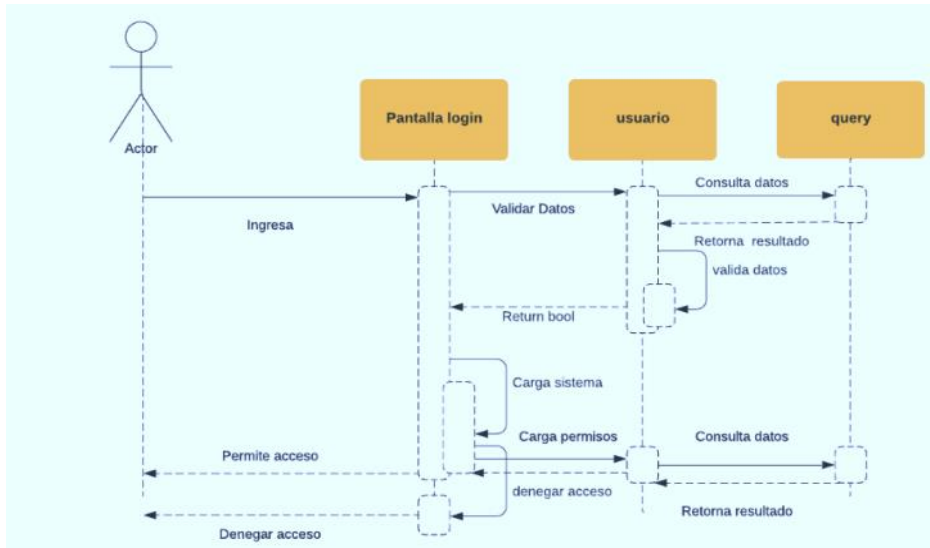 Pantalla login
usuario
query
Actor
Consulta datos
Validar Datos
Ingresa
Retorna resultado
valida datos
Return bool
Carga sistema
Carga permisos
Consulta datos
Permite acceso
denegar acceso
Retorna resultado
Denegar acceso